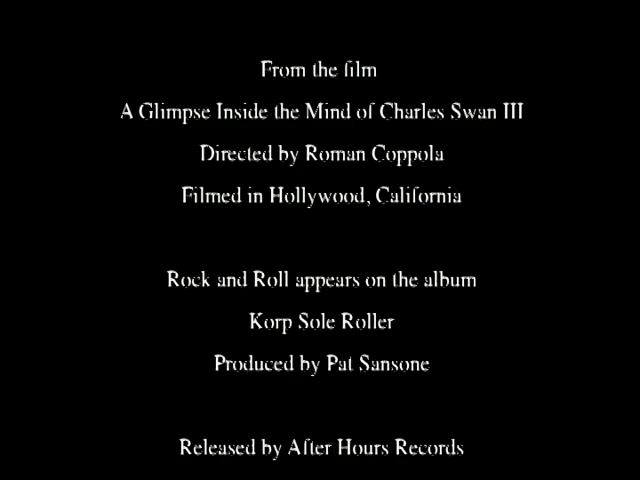 From the film
A Glimpse Inside the Mind of Charles Swan III
Directed by Roman Coppola
Filmed in Hollywood, California
Rock and Roll appears on the album
Korp Sole Roller
Produced by Pat Sansone
Released by After Hours Records